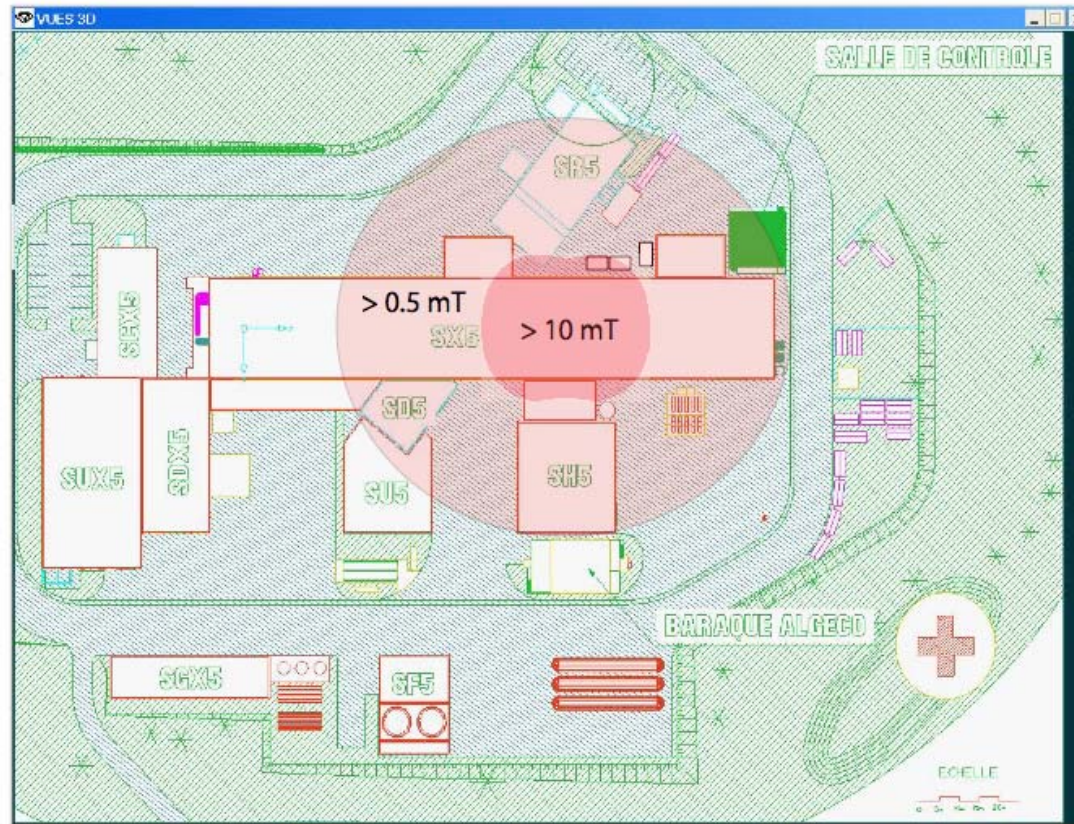 VUES 3D
SALLE DE CONTROLE
SR5
> 0.5 mT
SX5
> 10 mT
SEX5
SD5
SUX5
SDX5
SU5
SH5
BARAQUE ALGECO
SGX5
SF5
ECHELLE